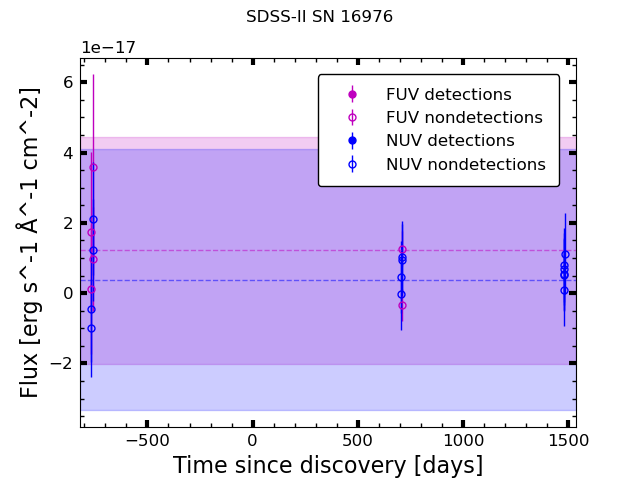 SDSS-II SN 16976
1e−17
FUV detections
FUV nondetections
NUV detections
NUV nondetections
6
4
2
0
−2
−500
0
500
1000
1500
Flux [erg s^-1 Å^-1 cm^-2]
Time since discovery [days]